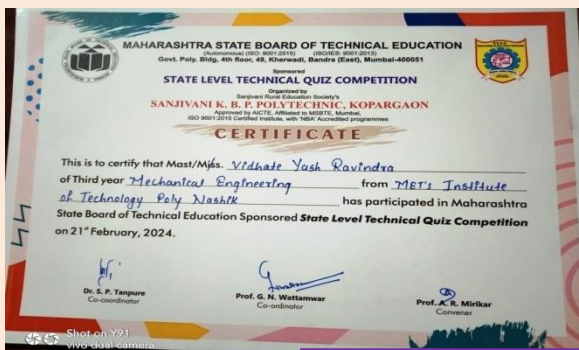 MAHARASHTRA STATE BOARD OF TECHNICAL EDUCATION
(Autonomous) (ISO: 9001:2015) (ISO/IES: 9001:2013)
Govt. Poly. Bldg, 4th floor, 49, Kherwadi, Bandra (East), Mumbai-400051
Sponsored
STATE LEVEL TECHNICAL QUIZ COMPETITION
Organized by
Sanjivani Rural Education Society's
SANJIVANI K. B. P. POLYTECHNIC, KOPARGAON
Approved by AICTE, Affiliated to MSBTE, Mumbai,
ISO 9001:2015 Certified Institute, with 'NBA' Accredited programmes
CERTIFICATE
This is to certify that Mast/Miss. Vidhate Yash Ravindra
of Third year Mechanical Engineering from MET's Institute
of Technology Poly Nashik has participated in Maharashtra
State Board of Technical Education Sponsored State Level Technical Quiz Competition
on 21st February, 2024.
Dr. S. P. Tanpure
Co-coordinator
Prof. G. N. Wattamwar
Co-ordinator
Prof. A. R. Mirikar
Convener
Shot on Y91
vivo dual camera